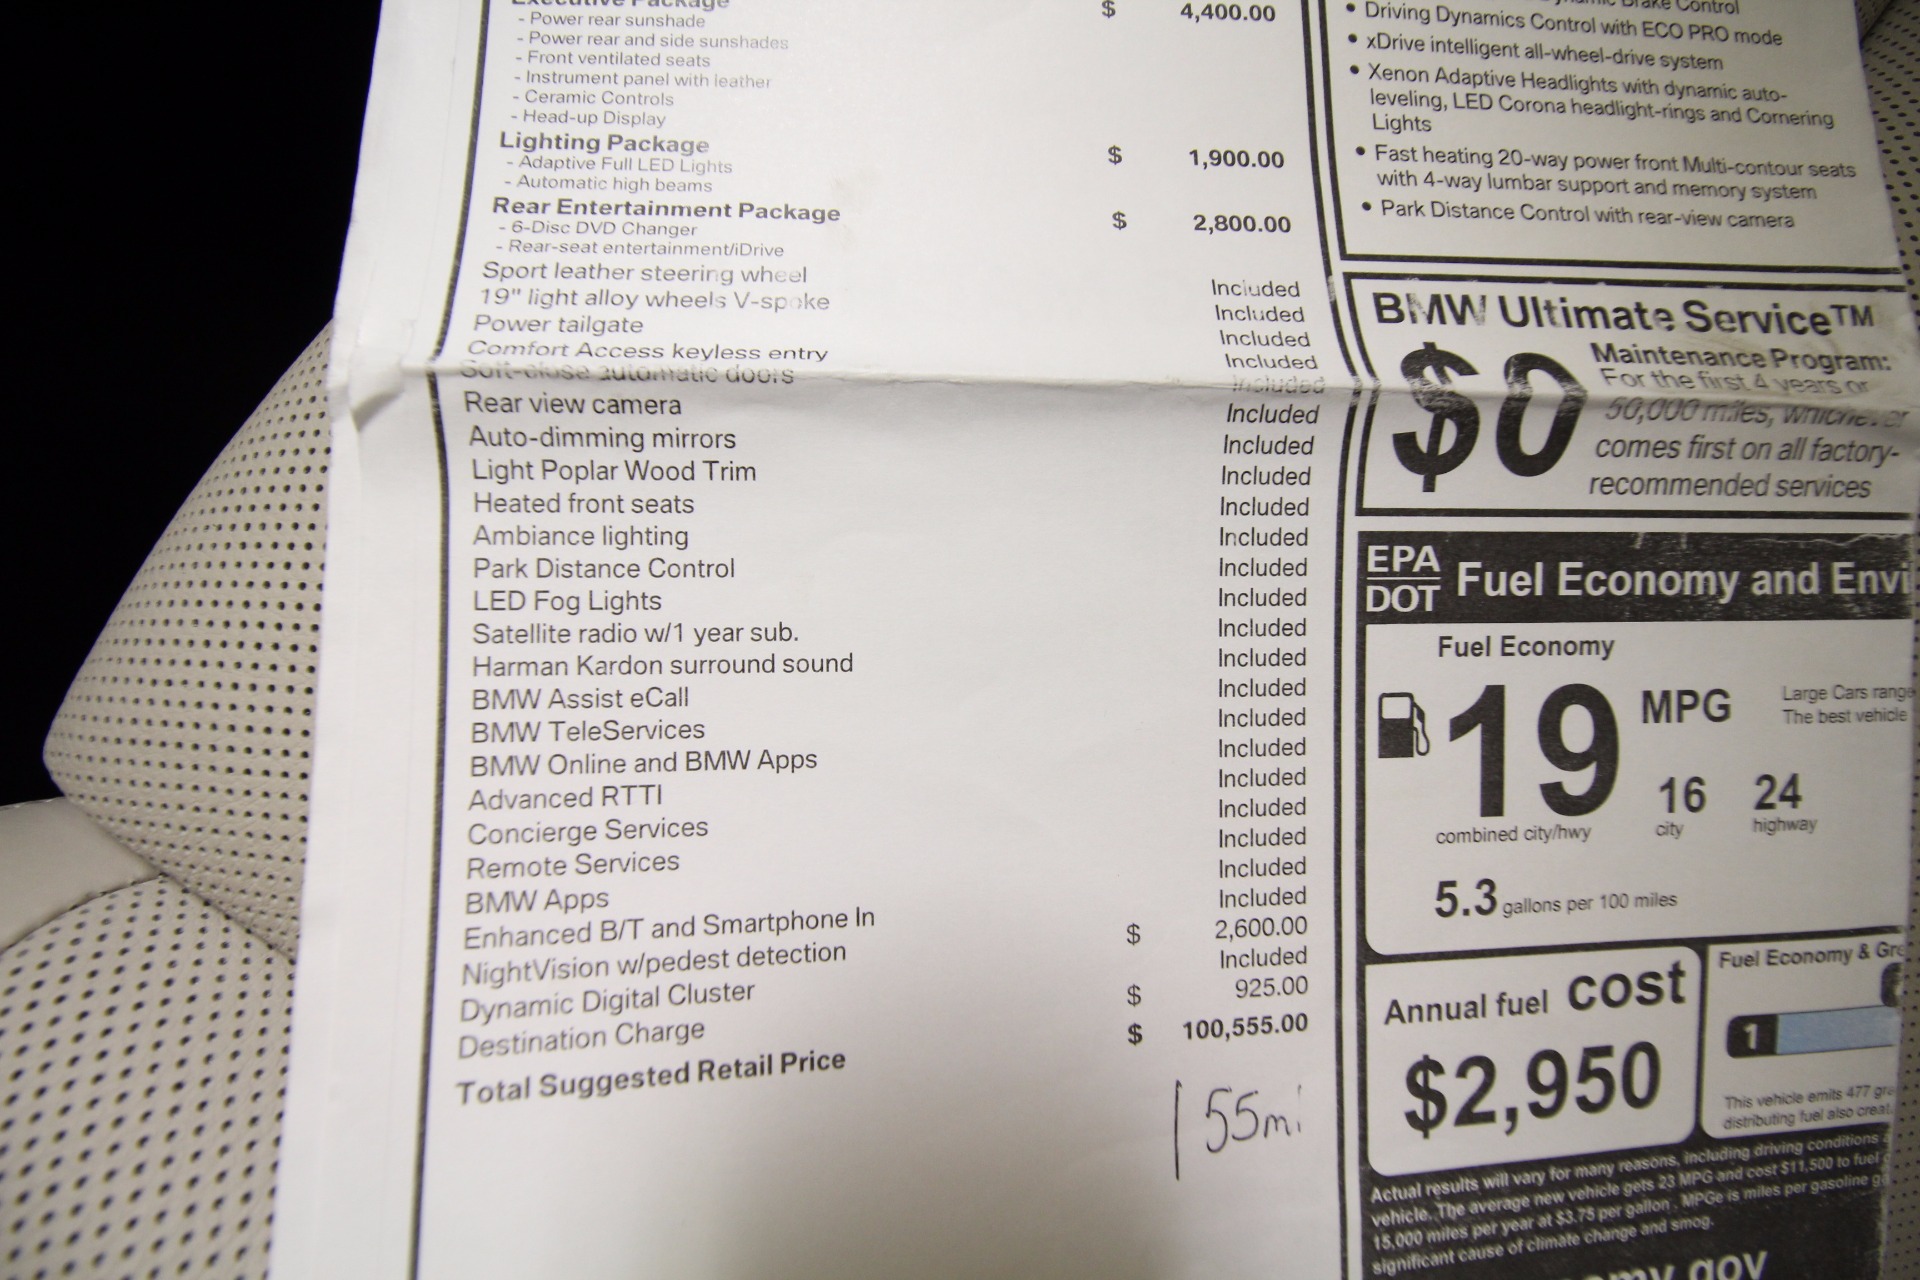 Executive Package $ 4,400.00
- Power rear sunshade
- Power rear and side sunshades
- Front ventilated seats
- Instrument panel with leather
- Ceramic Controls
- Head-up Display
Lighting Package $ 1,900.00
- Adaptive Full LED Lights
- Automatic high beams
Rear Entertainment Package $ 2,800.00
- 6-Disc DVD Changer
- Rear-seat entertainment/iDrive
Sport leather steering wheel Included
19" light alloy wheels V-spoke Included
Power tailgate Included
Comfort Access keyless entry Included
Soft-close automatic doors Included
Rear view camera Included
Auto-dimming mirrors Included
Light Poplar Wood Trim Included
Heated front seats Included
Ambiance lighting Included
Park Distance Control Included
LED Fog Lights Included
Satellite radio w/1 year sub. Included
Harman Kardon surround sound Included
BMW Assist eCall Included
BMW TeleServices Included
BMW Online and BMW Apps Included
Advanced RTTI Included
Concierge Services Included
Remote Services Included
BMW Apps Included
Enhanced B/T and Smartphone In Included
NightVision w/pedest detection $ 2,600.00
Dynamic Digital Cluster Included
Destination Charge $ 925.00
Total Suggested Retail Price $ 100,555.00
155mi
Brake Control
• Driving Dynamics Control with ECO PRO mode
• xDrive intelligent all-wheel-drive system
• Xenon Adaptive Headlights with dynamic auto-
leveling, LED Corona headlight-rings and Cornering
Lights
• Fast heating 20-way power front Multi-contour seats
with 4-way lumbar support and memory system
• Park Distance Control with rear-view camera
BMW Ultimate Service™
$0
Maintenance Program:
For the first 4 years or
50,000 miles, whichever
comes first on all factory-
recommended services
EPA
DOT
Fuel Economy and Envi
Fuel Economy
19 MPG
combined city/hwy
16
city
24
highway
Large Cars range
The best vehicle
5.3 gallons per 100 miles
Annual fuel cost
$2,950
Fuel Economy & Gre
1
This vehicle emits 477 gra
distributing fuel also creat
Actual results will vary for many reasons, including driving conditions
vehicle. The average new vehicle gets 23 MPG and cost $11,500 to fuel
15,000 miles per year at $3.75 per gallon. MPGe is miles per gasoline ga
significant cause of climate change and smog.
my.gov